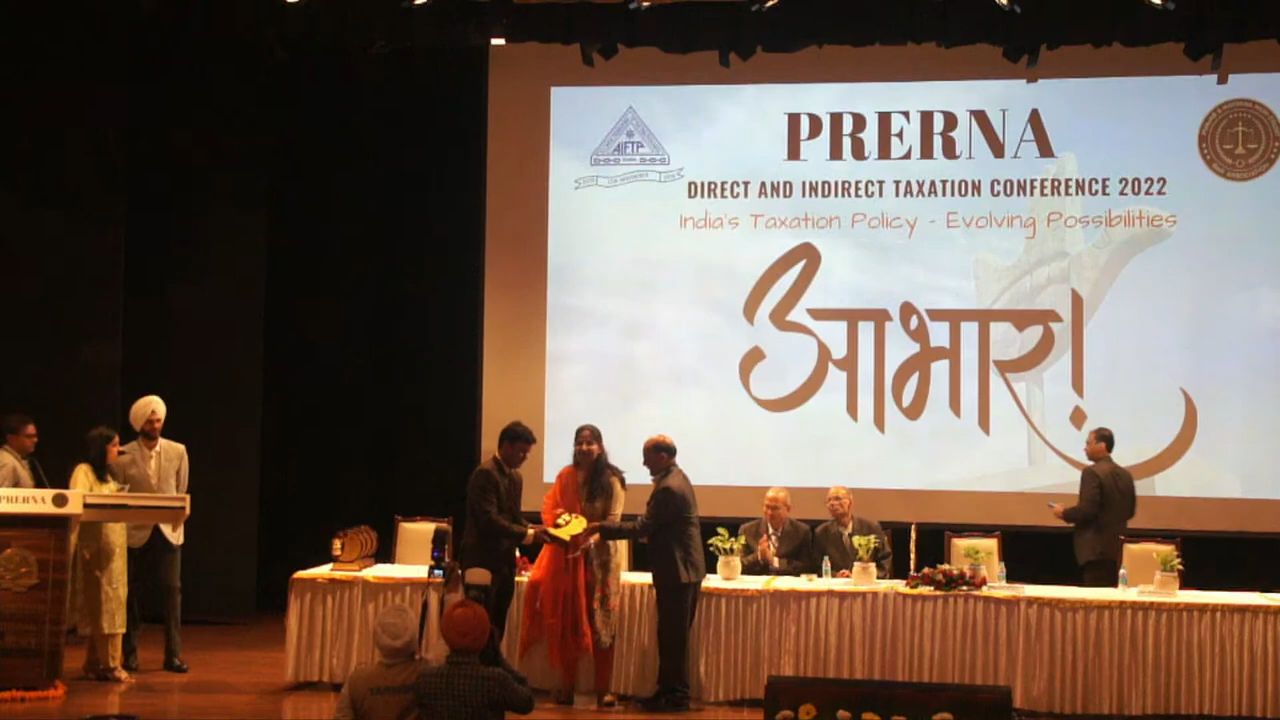 PRERNA
DIRECT AND INDIRECT TAXATION CONFERENCE 2022
India's Taxation Policy - Evolving Possibilities
आभार!
AIFTP
PRERNA